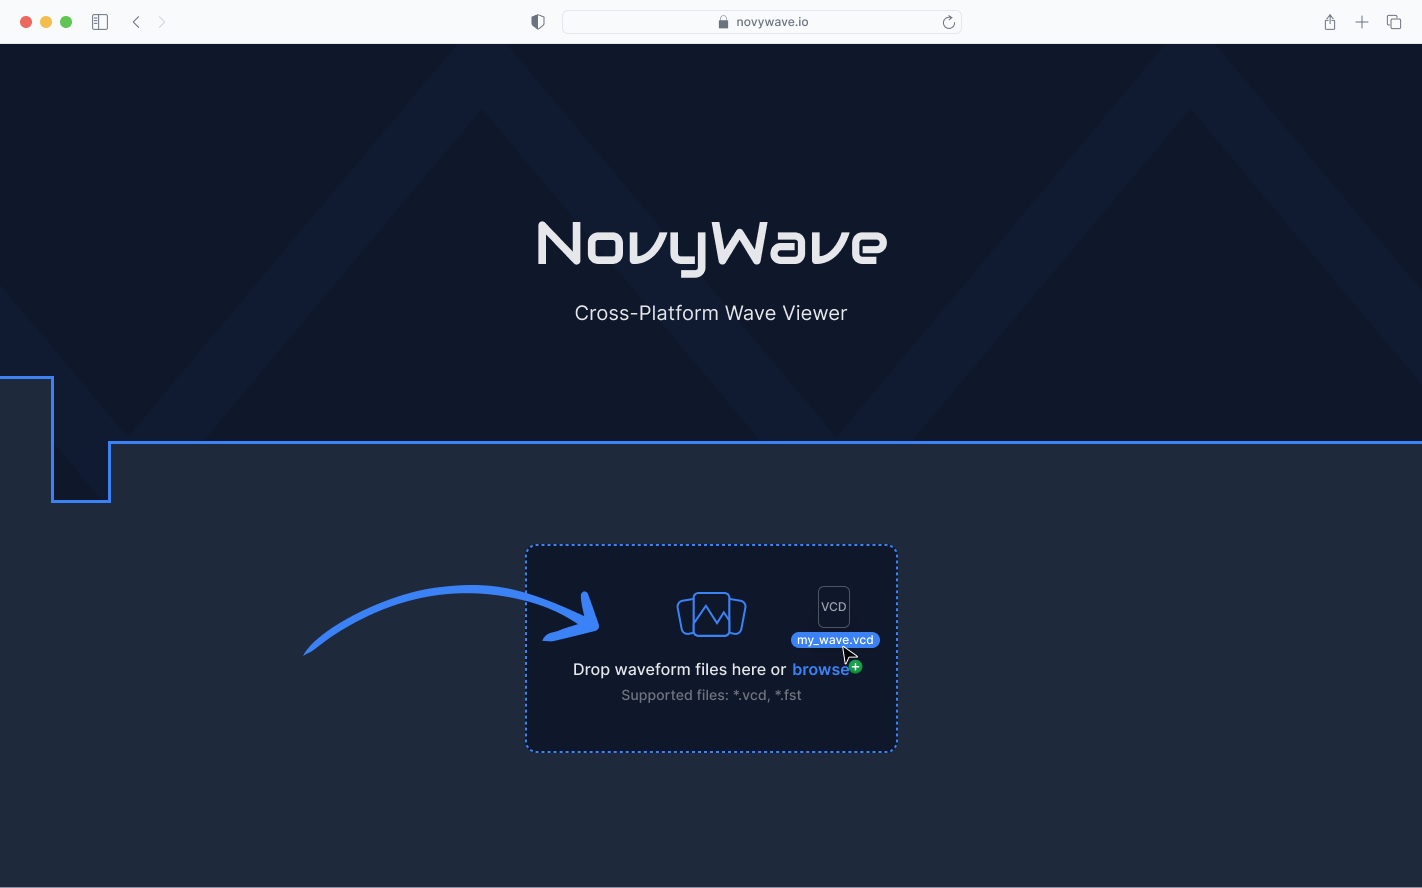 novywave.io
NovyWave
Cross-Platform Wave Viewer
VCD
my_wave.vcd
Drop waveform files here or browse
Supported files: *.vcd, *.fst